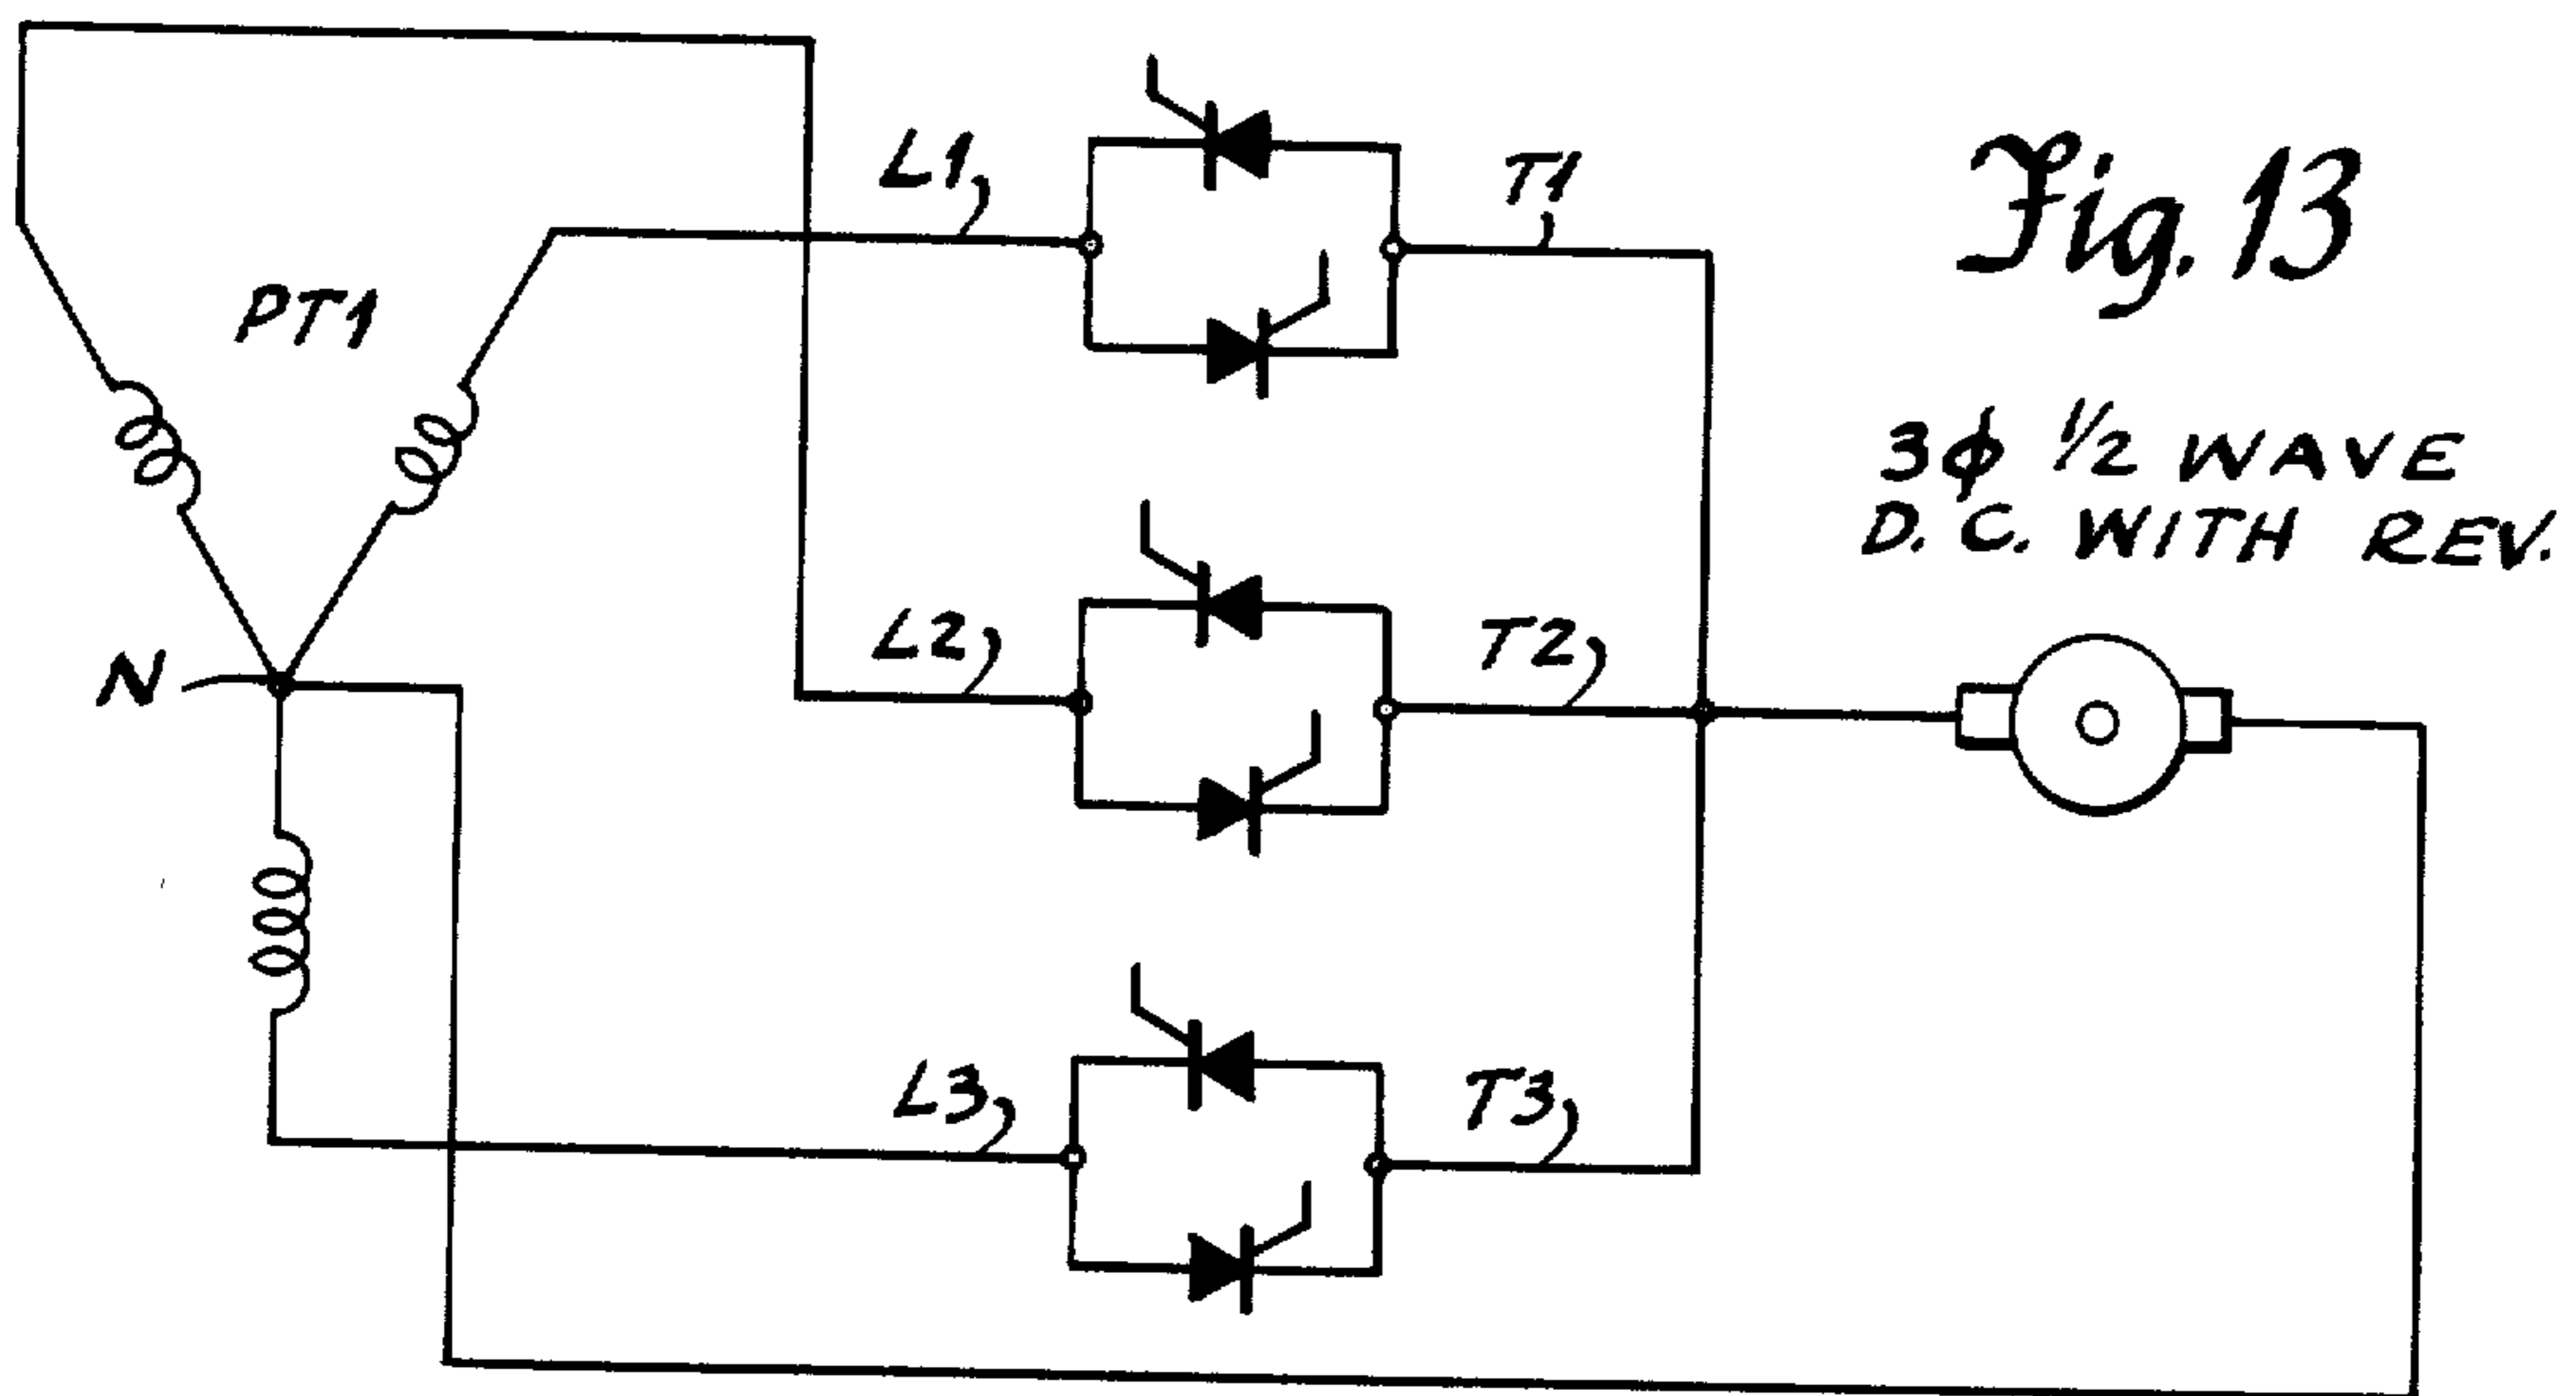 L1
T1
Fig. 13
PT1
3φ 1/2 WAVE
D.C. WITH REV.
L2
T2
N
L3
T3